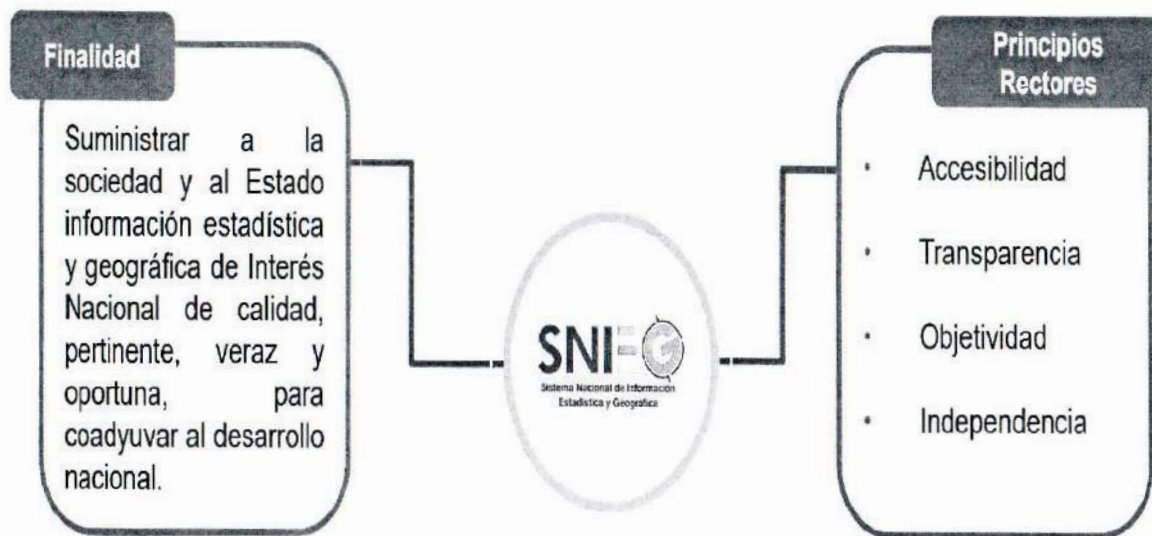 Finalidad
Suministrar a la
sociedad y al Estado
información estadística
y geográfica de Interés
Nacional de calidad,
pertinente, veraz y
oportuna, para
coadyuvar al desarrollo
nacional.
SNIEG
Sistema Nacional de Información
Estadística y Geográfica
Principios
Rectores
• Accesibilidad
• Transparencia
• Objetividad
• Independencia